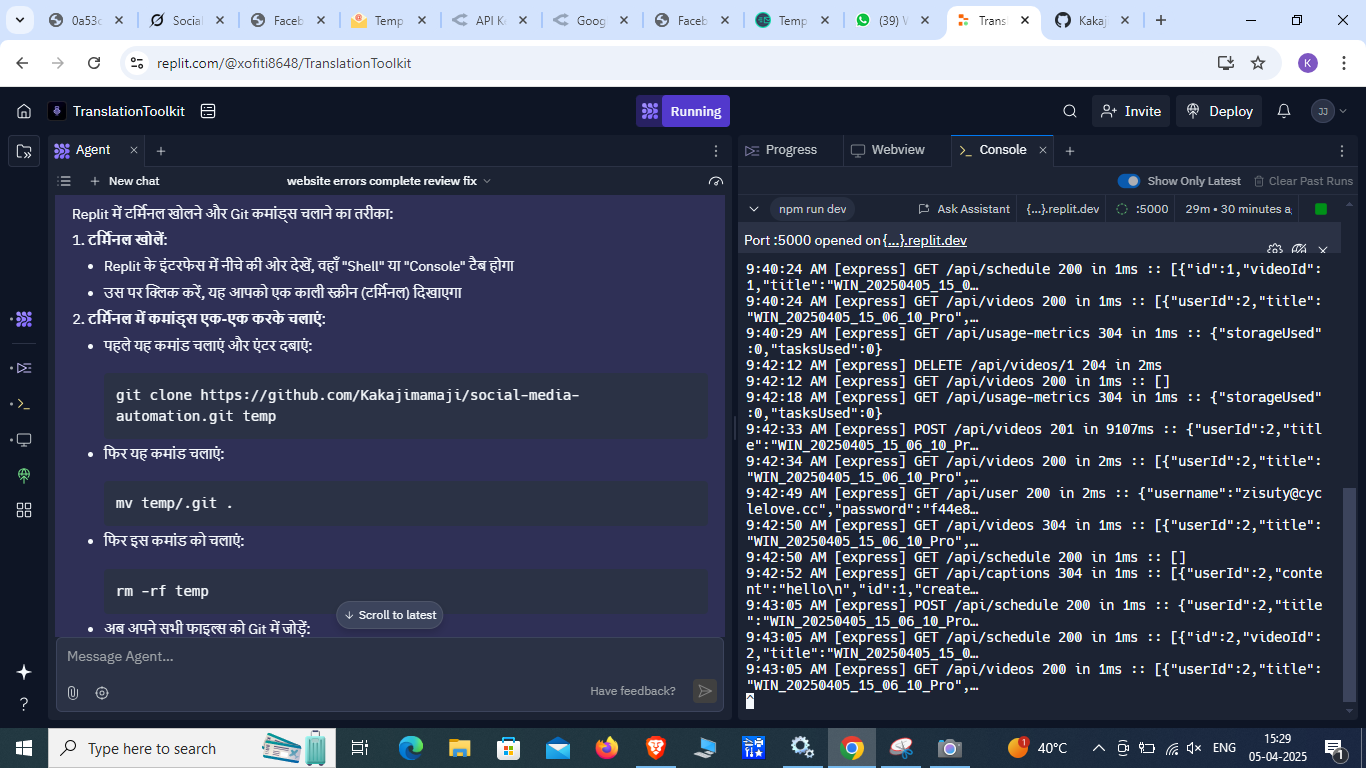 0a53c
Social
Faceb
Temp
API K
Goog
Faceb
Temp
(39) W
Trans
Kakaj
replit.com/@xofiti8648/TranslationToolkit
K
TranslationToolkit
Running
Invite
Deploy
JJ
Agent
Progress
Webview
Console
New chat
website errors complete review fix
Show Only Latest
Clear Past Runs
Replit में टर्मिनल खोलने और Git कमांड्स चलाने का तरीका:
1. टर्मिनल खोलें:
• Replit के इंटरफेस में नीचे की ओर देखें, वहाँ "Shell" या "Console" टैब होगा
• उस पर क्लिक करें, यह आपको एक काली स्क्रीन (टर्मिनल) दिखाएगा
2. टर्मिनल में कमांड्स एक-एक करके चलाएं:
• पहले यह कमांड चलाएं और एंटर दबाएं:
git clone https://github.com/Kakajimamaji/social-media-
automation.git temp
• फिर यह कमांड चलाएं:
mv temp/.git .
• फिर इस कमांड को चलाएं:
rm -rf temp
Scroll to latest
• अब अपने सभी फाइल्स को Git में जोड़ें:
Message Agent...
Have feedback?
npm run dev
Ask Assistant
{...}.replit.dev
:5000
29m • 30 minutes a
Port :5000 opened on {...}.replit.dev
9:40:24 AM [express] GET /api/schedule 200 in 1ms :: [{"id":1,"videoId":
1,"title":"WIN_20250405_15_0…
9:40:24 AM [express] GET /api/videos 200 in 1ms :: [{"userId":2,"title":
"WIN_20250405_15_06_10_Pro",…
9:40:29 AM [express] GET /api/usage-metrics 304 in 1ms :: {"storageUsed"
:0,"tasksUsed":0}
9:42:12 AM [express] DELETE /api/videos/1 204 in 2ms
9:42:12 AM [express] GET /api/videos 200 in 1ms :: []
9:42:18 AM [express] GET /api/usage-metrics 304 in 1ms :: {"storageUsed"
:0,"tasksUsed":0}
9:42:33 AM [express] POST /api/videos 201 in 9107ms :: {"userId":2,"titl
e":"WIN_20250405_15_06_10_Pr…
9:42:34 AM [express] GET /api/videos 200 in 2ms :: [{"userId":2,"title":
"WIN_20250405_15_06_10_Pro",…
9:42:49 AM [express] GET /api/user 200 in 2ms :: {"username":"zisuty@cyc
lelove.cc","password":"f44e8…
9:42:50 AM [express] GET /api/videos 304 in 1ms :: [{"userId":2,"title":
"WIN_20250405_15_06_10_Pro",…
9:42:50 AM [express] GET /api/schedule 200 in 1ms :: []
9:42:52 AM [express] GET /api/captions 304 in 1ms :: [{"userId":2,"conte
nt":"hello\n","id":1,"create…
9:43:05 AM [express] POST /api/schedule 200 in 1ms :: {"userId":2,"title
":"WIN_20250405_15_06_10_Pro…
9:43:05 AM [express] GET /api/schedule 200 in 1ms :: [{"id":2,"videoId":
2,"title":"WIN_20250405_15_0…
9:43:05 AM [express] GET /api/videos 200 in 1ms :: [{"userId":2,"title":
"WIN_20250405_15_06_10_Pro",…
^
Type here to search
1
40°C
ENG
15:29
05-04-2025
1